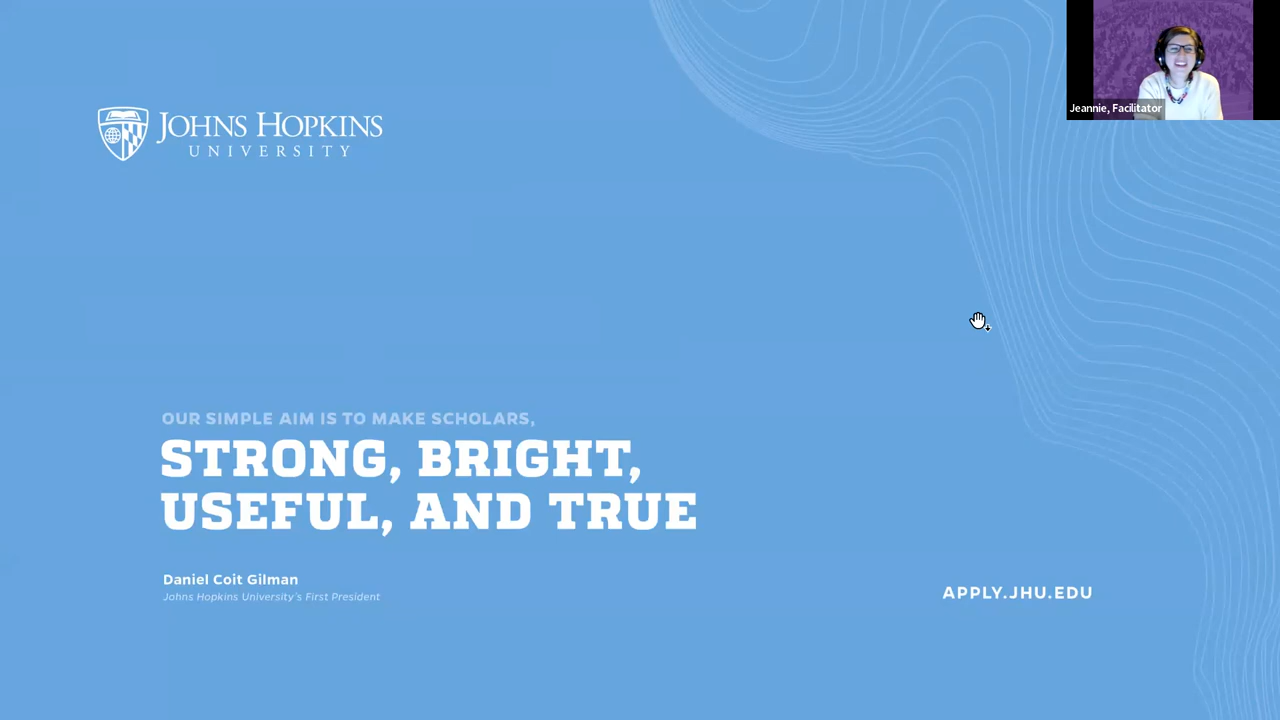 JOHNS HOPKINS
UNIVERSITY
Jeannie, Facilitator
OUR SIMPLE AIM IS TO MAKE SCHOLARS,
STRONG, BRIGHT,
USEFUL, AND TRUE
Daniel Coit Gilman
Johns Hopkins University's First President
APPLY.JHU.EDU